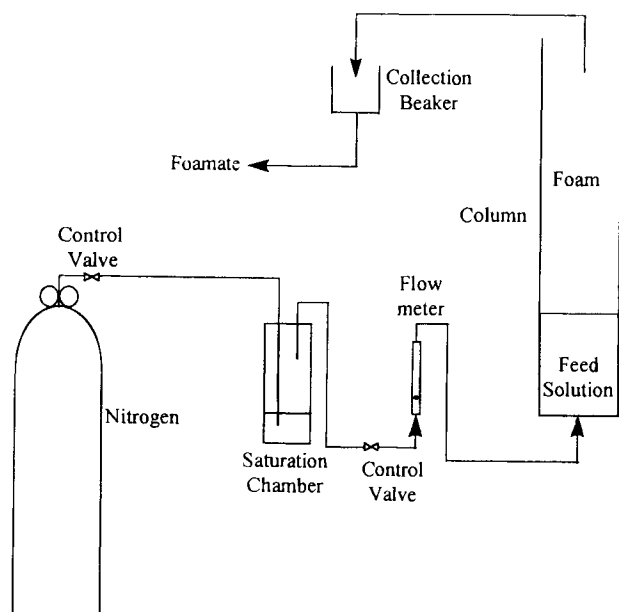 Collection
Beaker
Foamate
Foam
Column
Control
Valve
Flow
meter
Feed
Solution
Nitrogen
Saturation
Chamber
Control
Valve